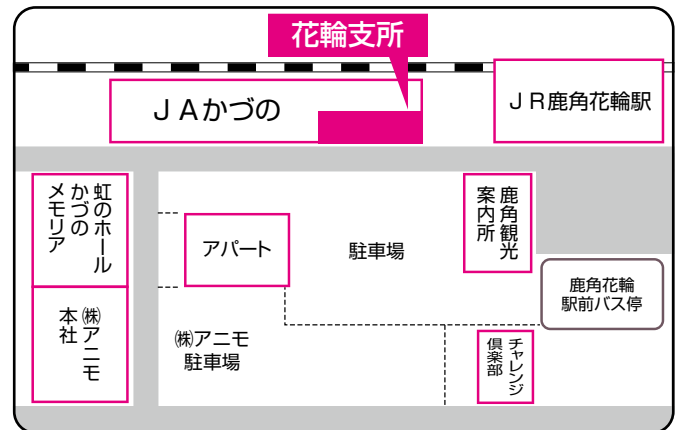 花輪支所
ＪＡかづの
ＪＲ鹿角花輪駅
虹のホール
かづの
メモリア
アパート
駐車場
鹿角観光
案内所
鹿角花輪
駅前バス停
㈱アニモ
本社
㈱アニモ
駐車場
チャレンジ
倶楽部